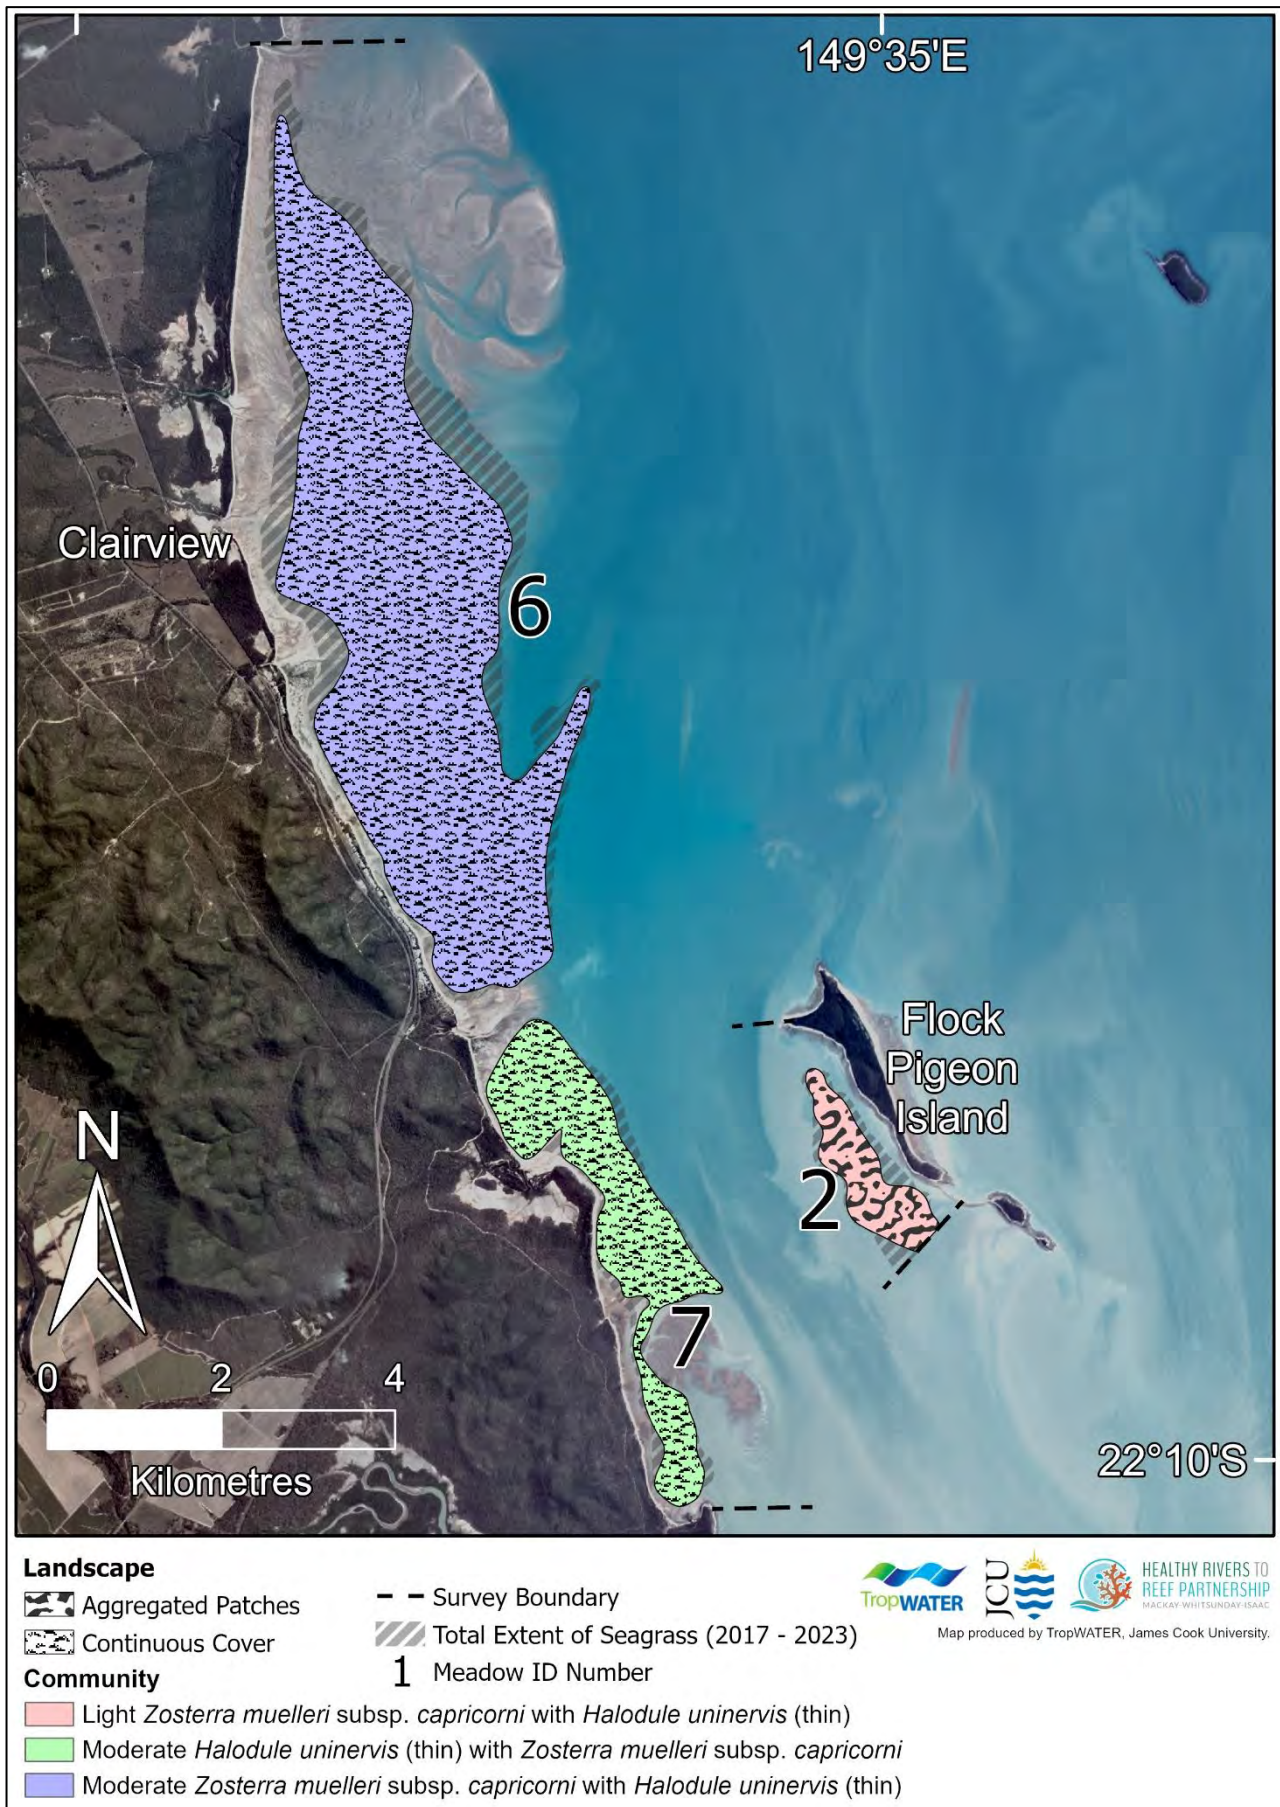 149°35'E
Clairview
6
Flock
Pigeon
Island
2
N
7
0 2 4
Kilometres
22°10'S
Landscape
Aggregated Patches
Continuous Cover
Survey Boundary
Total Extent of Seagrass (2017 - 2023)
1 Meadow ID Number
TropWATER
JCU
HEALTHY RIVERS TO
REEF PARTNERSHIP
MACKAY-WHITSUNDAY-ISAAC
Map produced by TropWATER, James Cook University.
Community
Light Zosterra muelleri subsp. capricorni with Halodule uninervis (thin)
Moderate Halodule uninervis (thin) with Zosterra muelleri subsp. capricorni
Moderate Zosterra muelleri subsp. capricorni with Halodule uninervis (thin)